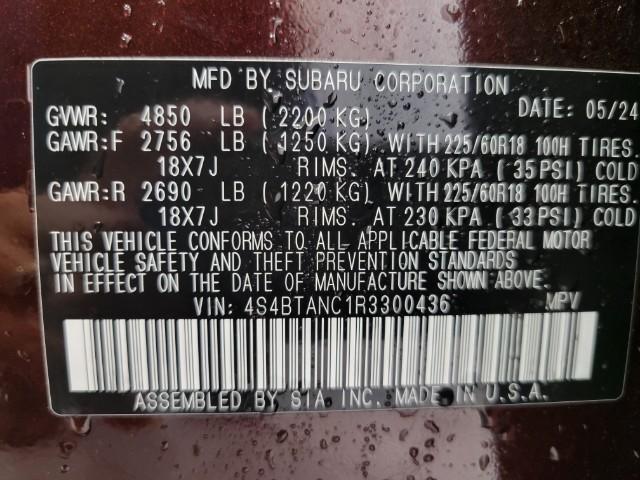 MFD BY SUBARU CORPORATION
GVWR: 4850 LB (2200 KG) DATE: 05/24
GAWR:F 2756 LB (1250 KG) WITH 225/60R18 100H TIRES.
18X7J RIMS. AT 240 KPA (35 PSI) COLD
GAWR:R 2690 LB (1220 KG) WITH 225/60R18 100H TIRES.
18X7J RIMS. AT 230 KPA (33 PSI) COLD
THIS VEHICLE CONFORMS TO ALL APPLICABLE FEDERAL MOTOR
VEHICLE SAFETY AND THEFT PREVENTION STANDARDS
IN EFFECT ON THE DATE OF MANUFACTURE SHOWN ABOVE.
VIN: 4S4BTANC1R3300436 MPV
ASSEMBLED BY SIA INC. MADE IN U.S.A.